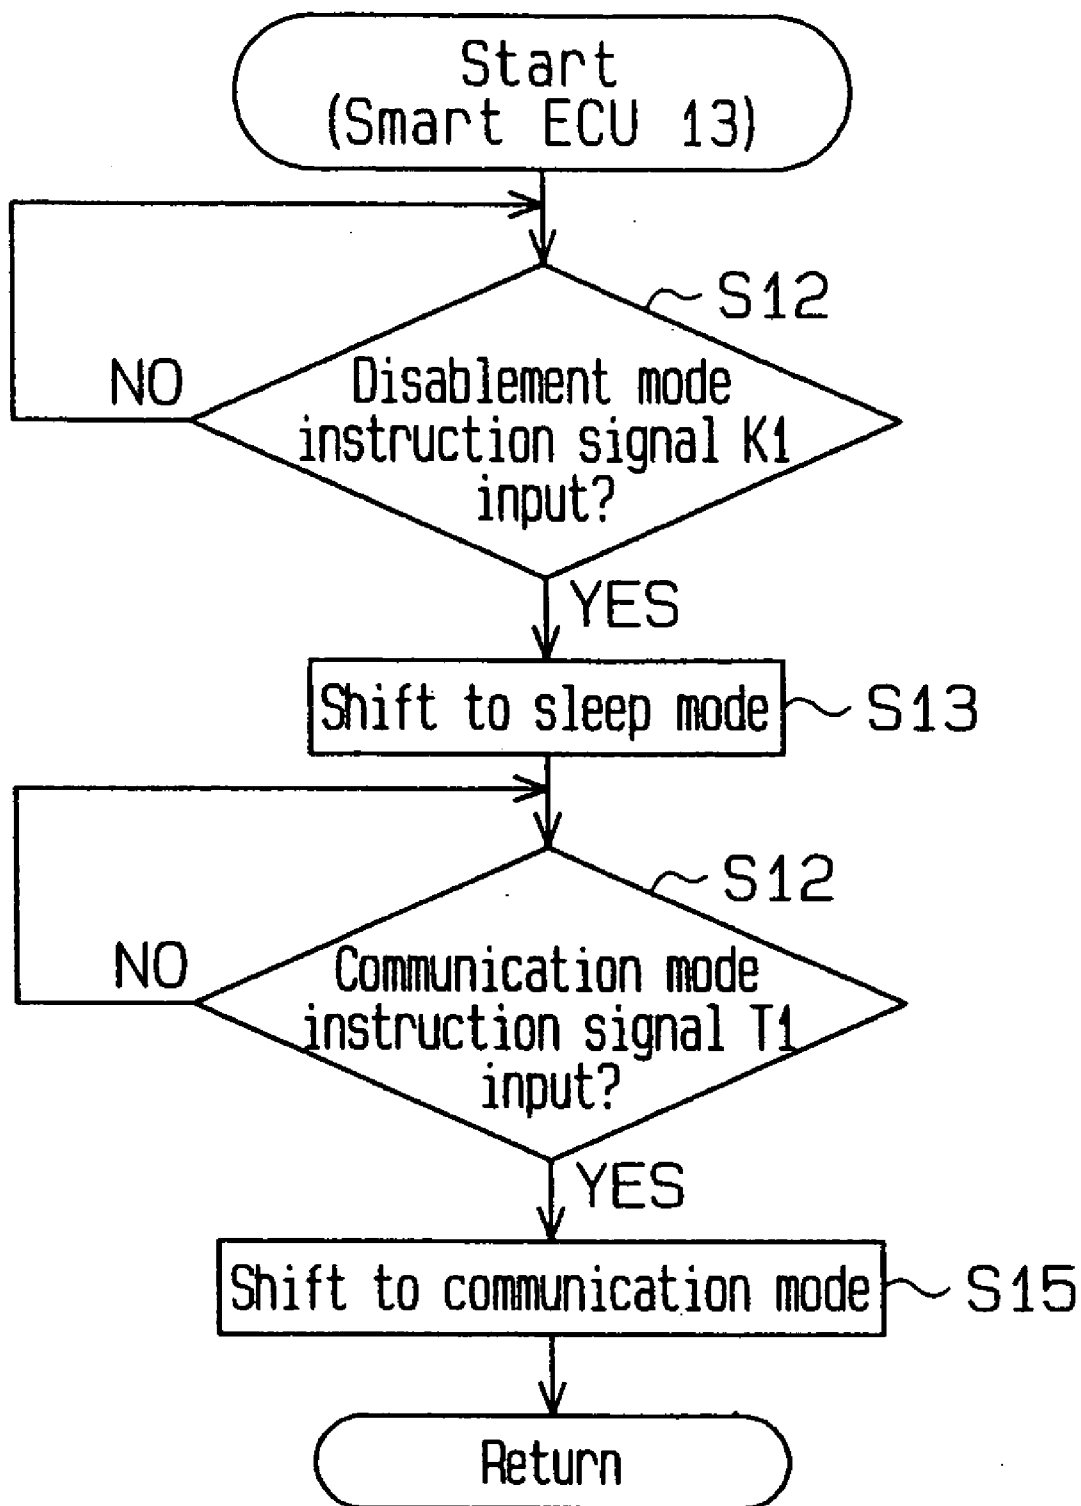 Start
(Smart ECU 13)
S12
NO
Disablement mode
instruction signal K1
input?
YES
Shift to sleep mode
S13
S12
NO
Communication mode
instruction signal T1
input?
YES
Shift to communication mode
S15
Return